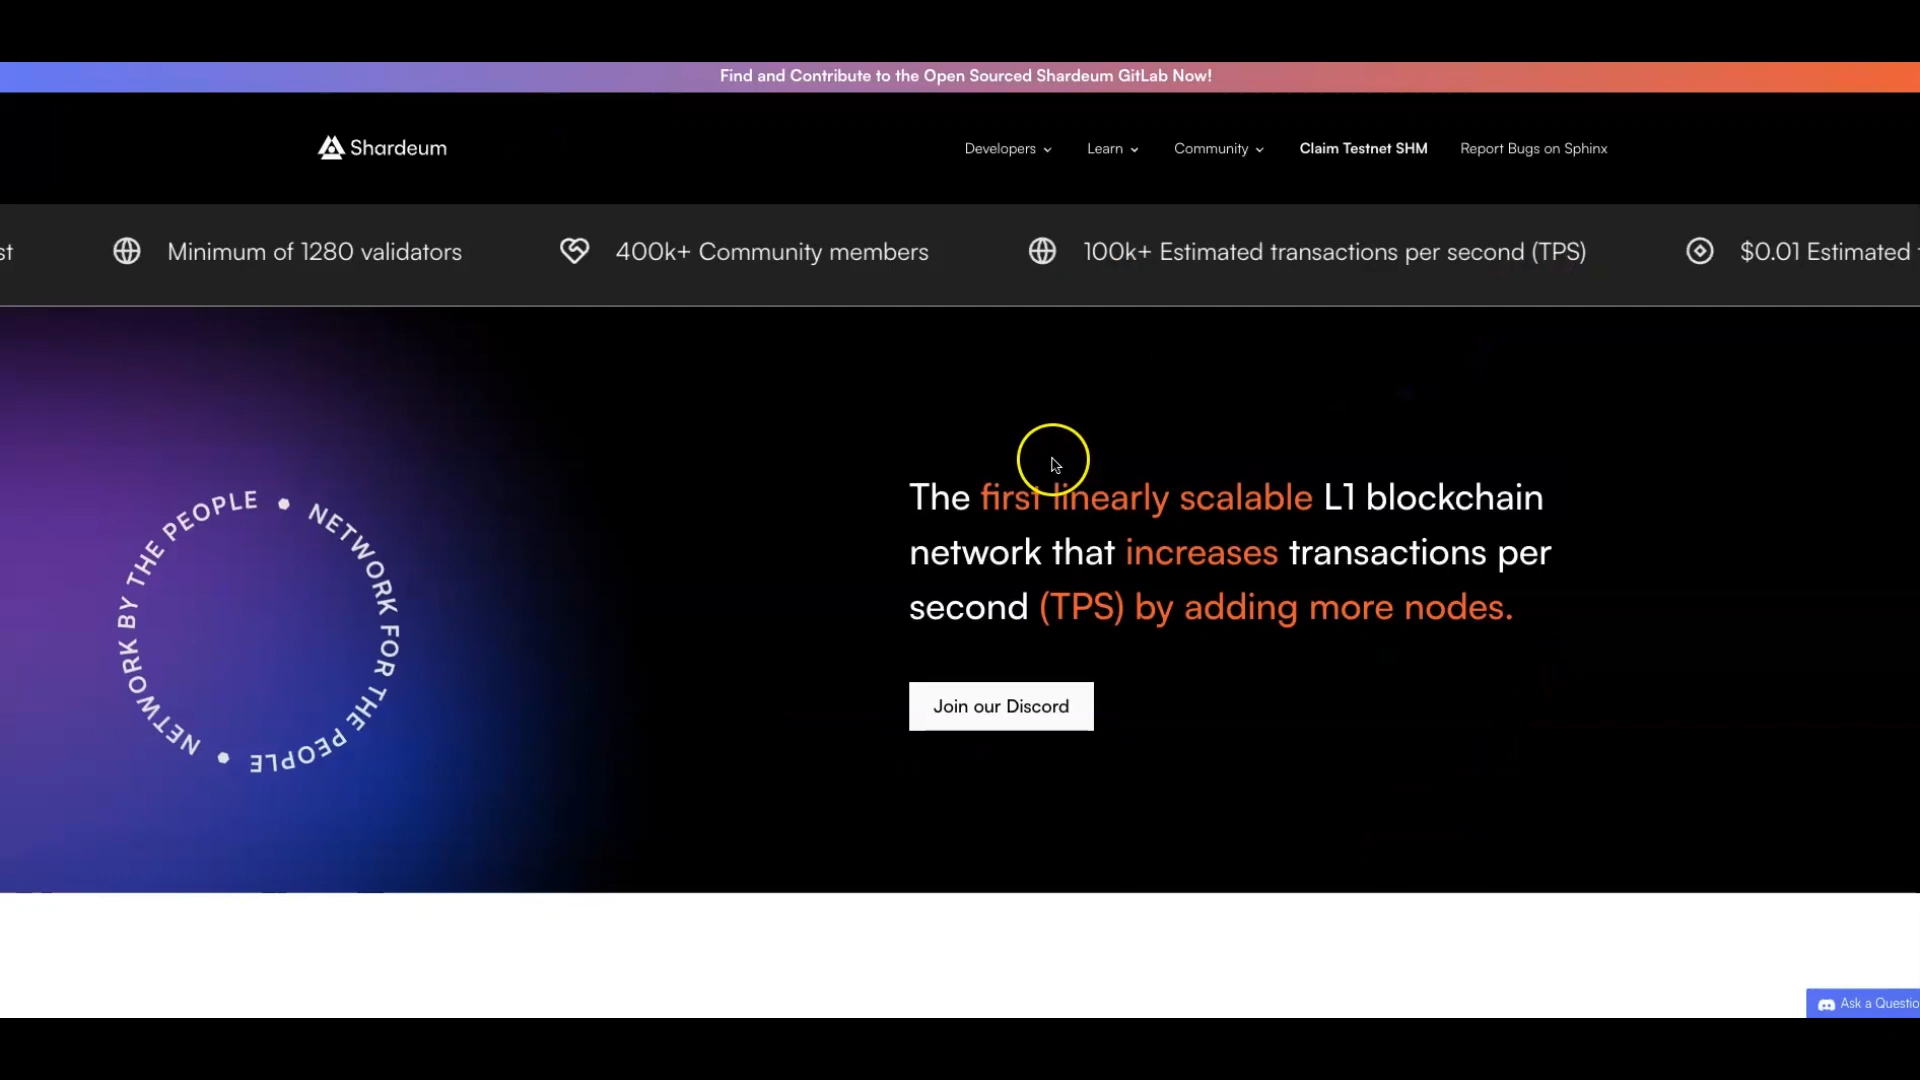 Find and Contribute to the Open Sourced Shardeum GitLab Now!
Shardeum
Developers
Learn
Community
Claim Testnet SHM
Report Bugs on Sphinx
st
Minimum of 1280 validators
400k+ Community members
100k+ Estimated transactions per second (TPS)
$0.01 Estimated
NETWORK BY THE PEOPLE • NETWORK FOR THE PEOPLE •
The first linearly scalable L1 blockchain
network that increases transactions per
second (TPS) by adding more nodes.
Join our Discord
Ask a Questio